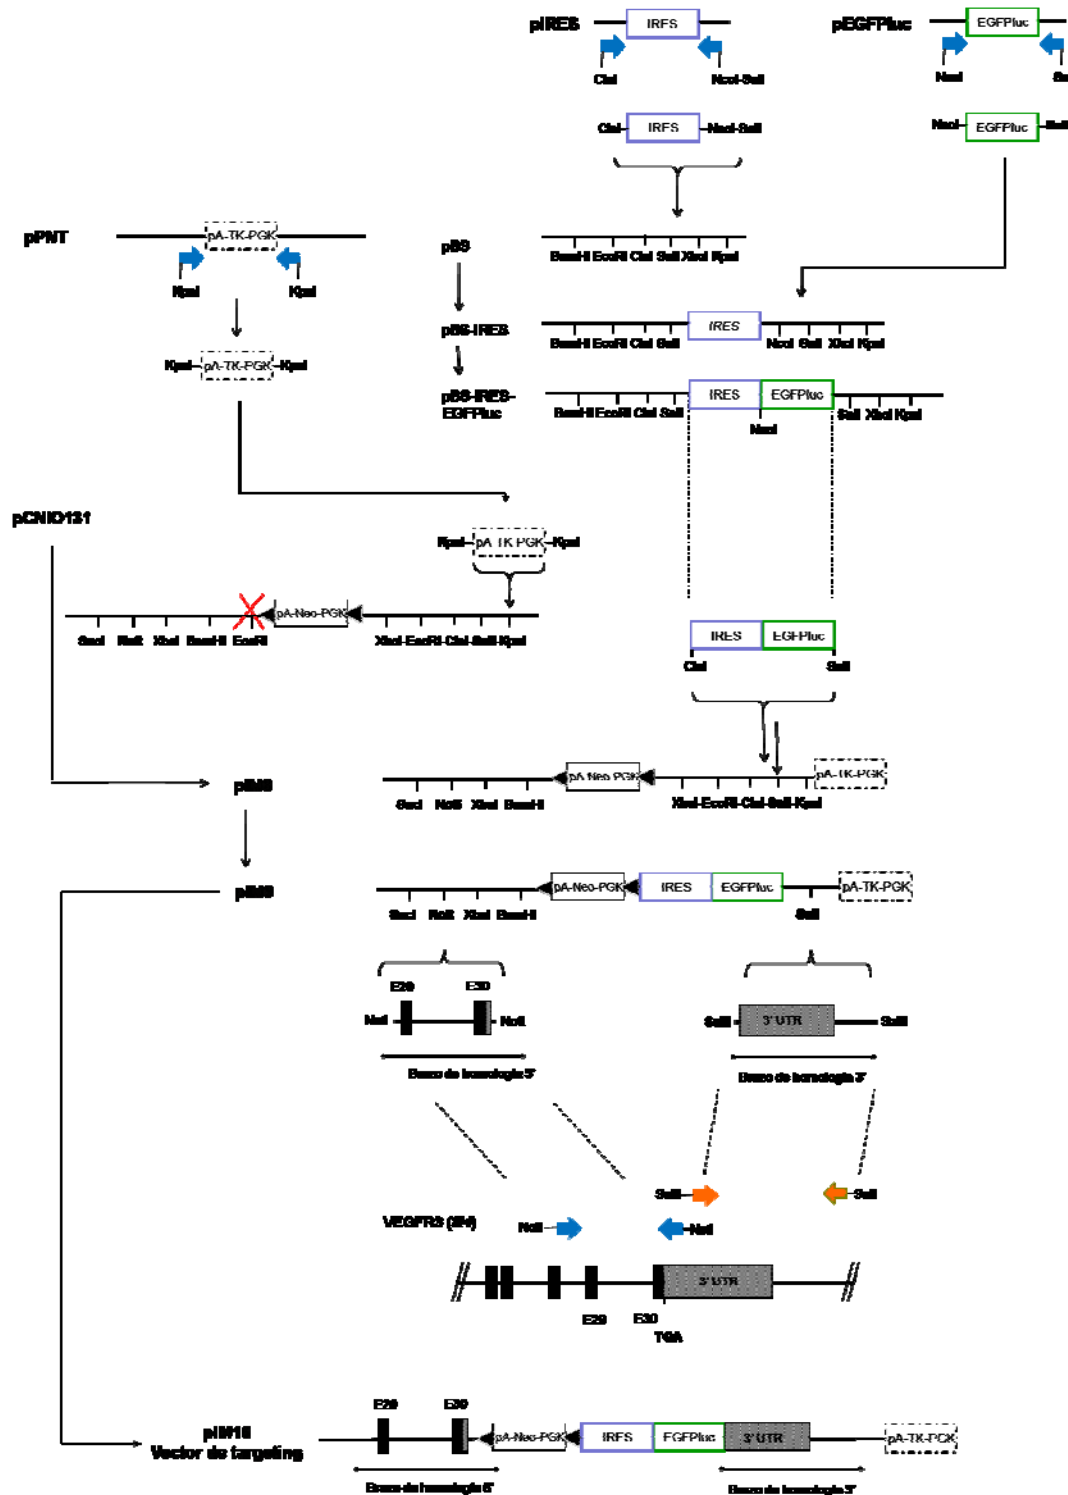 pIRES
IRES
pEGFPluc
EGFPluc
ClaI
NcoI-SalI
NcoI
ClaI
IRES
NcoI-SalI
NcoI
EGFPluc
SalI
pPNT
pA-TK-PGK
pBS
BamHI EcoRI ClaI SalI XhoI KpnI
KpnI
KpnI
pBS-IRES
IRES
BamHI EcoRI ClaI SalI
NcoI SalI XhoI KpnI
KpnI
pA-TK-PGK
KpnI
pBS-IRES-
EGFPluc
IRES
EGFPluc
BamHI EcoRI ClaI SalI
NcoI
SalI XhoI KpnI
pCNIO131
KpnI
pA-TK-PGK
KpnI
pA-Neo-PGK
SacI NotI XbaI BamHI EcoRI
XhoI-EcoRI-ClaI-SalI-KpnI
IRES
EGFPluc
ClaI
SalI
pA-Neo-PGK
pA-TK-PGK
SacI NotI XbaI BamHI
XhoI-EcoRI-ClaI-SalI-KpnI
pA-Neo-PGK
IRES
EGFPluc
pA-TK-PGK
SacI NotI XbaI BamHI
SalI
E29
E30
NotI
NotI
SalI
3' UTR
SalI
Brazo de homología 5'
Brazo de homología 3'
SalI
SalI
VEGFR3 (Flt4)
NotI
NotI
3' UTR
E29
E30
TGA
E29
E30
pIM10
Vector de targeting
pA-Neo-PGK
IRES
EGFPluc
3' UTR
pA-TK-PGK
Brazo de homología 5'
Brazo de homología 3'